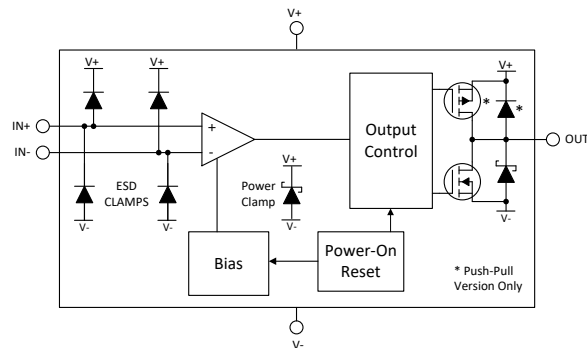 V+
V+
V+
V+
IN+
IN-
+
-
Output
Control
*
*
OUT
ESD
CLAMPS
Power
Clamp
V+
V-
V-
V-
V-
Bias
Power-On
Reset
* Push-Pull
Version Only
V-